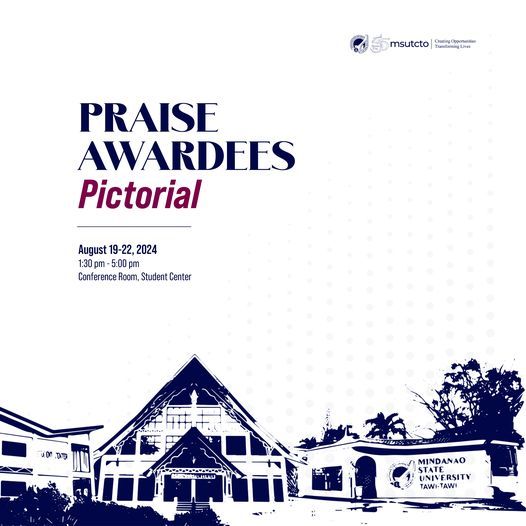 msutcto
Creating Opportunities
Transforming Lives
PRAISE
AWARDEES
Pictorial
August 19-22, 2024
1:30 pm - 5:00 pm
Conference Room, Student Center
MINDANAO
STATE
UNIVERSITY
TAWI-TAWI